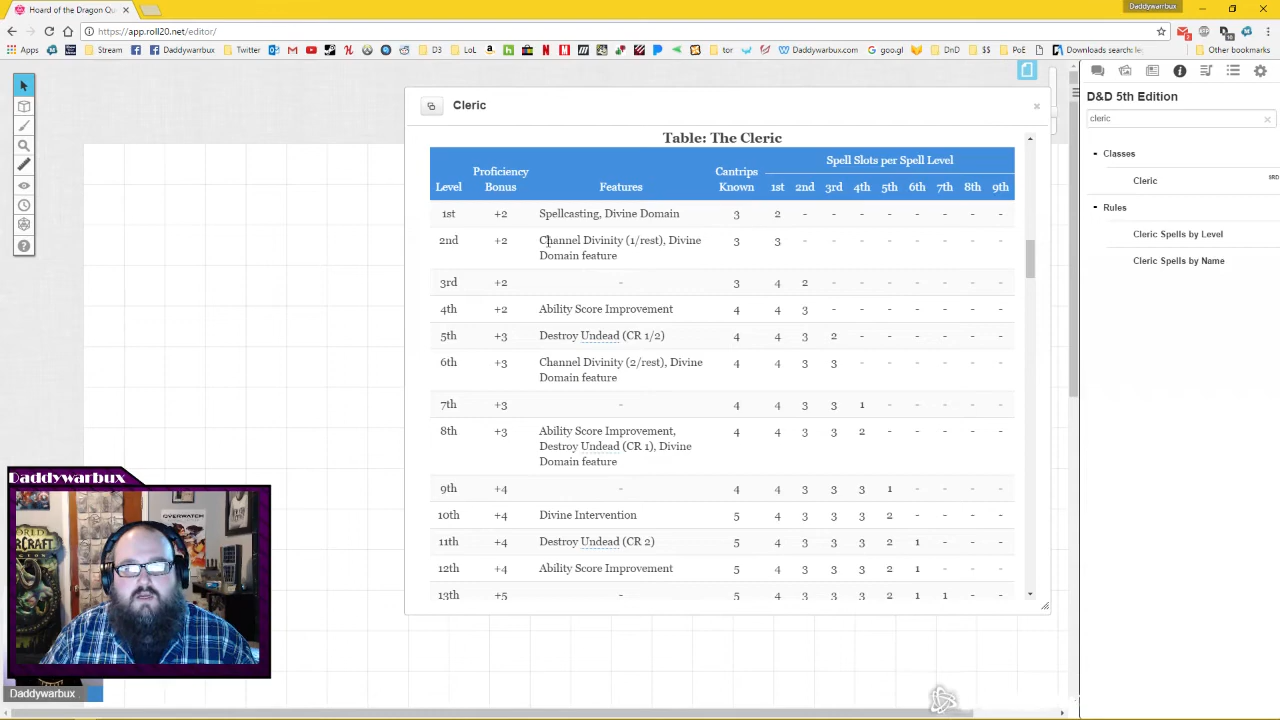 Hoard of the Dragon Qu
Daddywarbux
https://app.roll20.net/editor/
Apps Stream Daddywarbux Twitter D3 LoL tor Daddywarbux.com goo.gl DnD $$ PoE Downloads search: leg Other bookmarks
Cleric
D&D 5th Edition
cleric
Classes
Cleric
Rules
Cleric Spells by Level
Cleric Spells by Name
Table: The Cleric
Spell Slots per Spell Level
Proficiency Cantrips
Level Bonus Features Known 1st 2nd 3rd 4th 5th 6th 7th 8th 9th
1st +2 Spellcasting, Divine Domain 3 2 - - - - - - - -
2nd +2 Channel Divinity (1/rest), Divine 3 3 - - - - - - - -
Domain feature
3rd +2 - 3 4 2 - - - - - - -
4th +2 Ability Score Improvement 4 4 3 - - - - - - -
5th +3 Destroy Undead (CR 1/2) 4 4 3 2 - - - - - -
6th +3 Channel Divinity (2/rest), Divine 4 4 3 3 - - - - - -
Domain feature
7th +3 - 4 4 3 3 1 - - - - -
8th +3 Ability Score Improvement, 4 4 3 3 2 - - - - -
Destroy Undead (CR 1), Divine
Domain feature
9th +4 - 4 4 3 3 3 1 - - - -
10th +4 Divine Intervention 5 4 3 3 3 2 - - - -
11th +4 Destroy Undead (CR 2) 5 4 3 3 3 2 1 - - -
12th +4 Ability Score Improvement 5 4 3 3 3 2 1 - - -
13th +5 - 5 4 3 3 3 2 1 1 - -
Daddywarbux
OVERWATCH
Daddywarbux